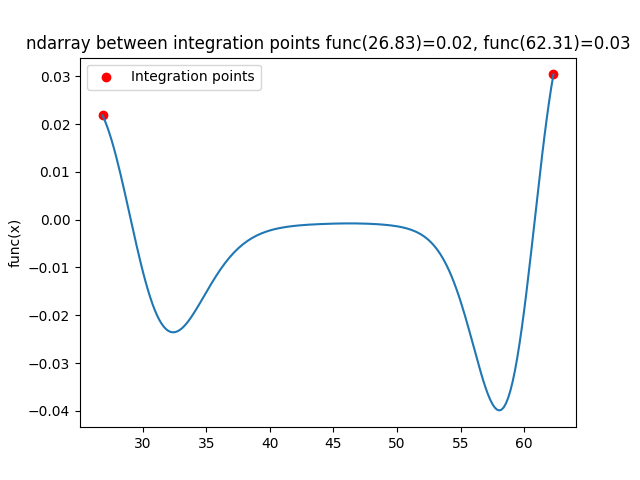 ndarray between integration points func(26.83)=0.02, func(62.31)=0.03
Integration points
func(x)
0.03
0.02
0.01
0.00
−0.01
−0.02
−0.03
−0.04
30 35 40 45 50 55 60